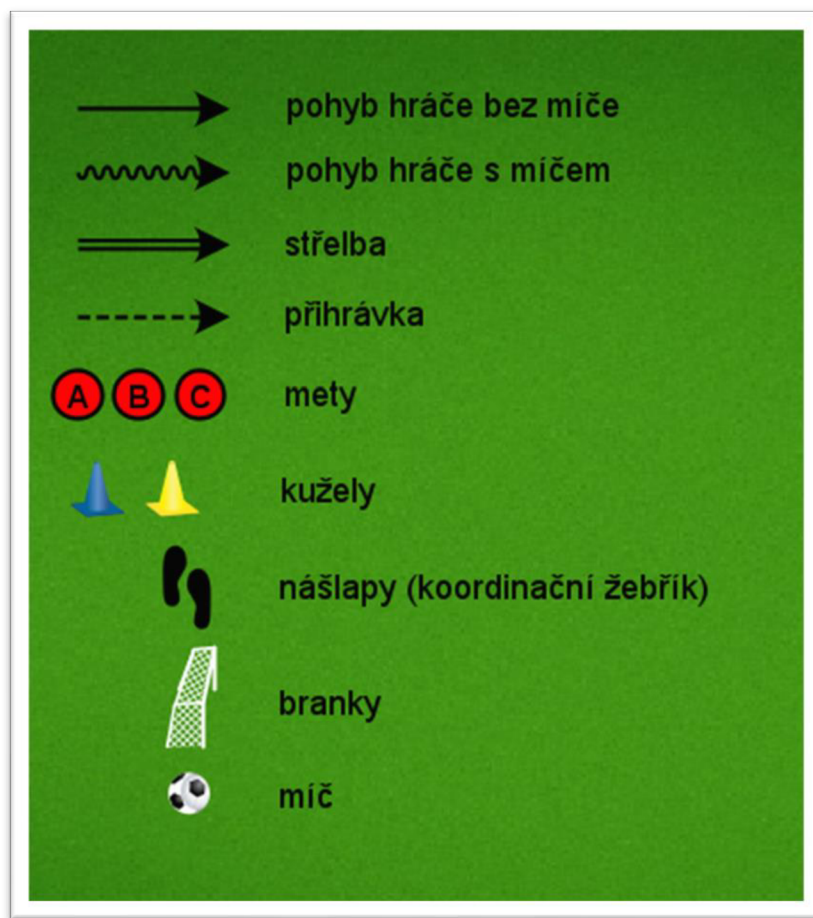 pohyb hráče bez míče
pohyb hráče s míčem
střelba
přihrávka
A B C mety
kužely
nášlapy (koordinační žebřík)
branky
míč